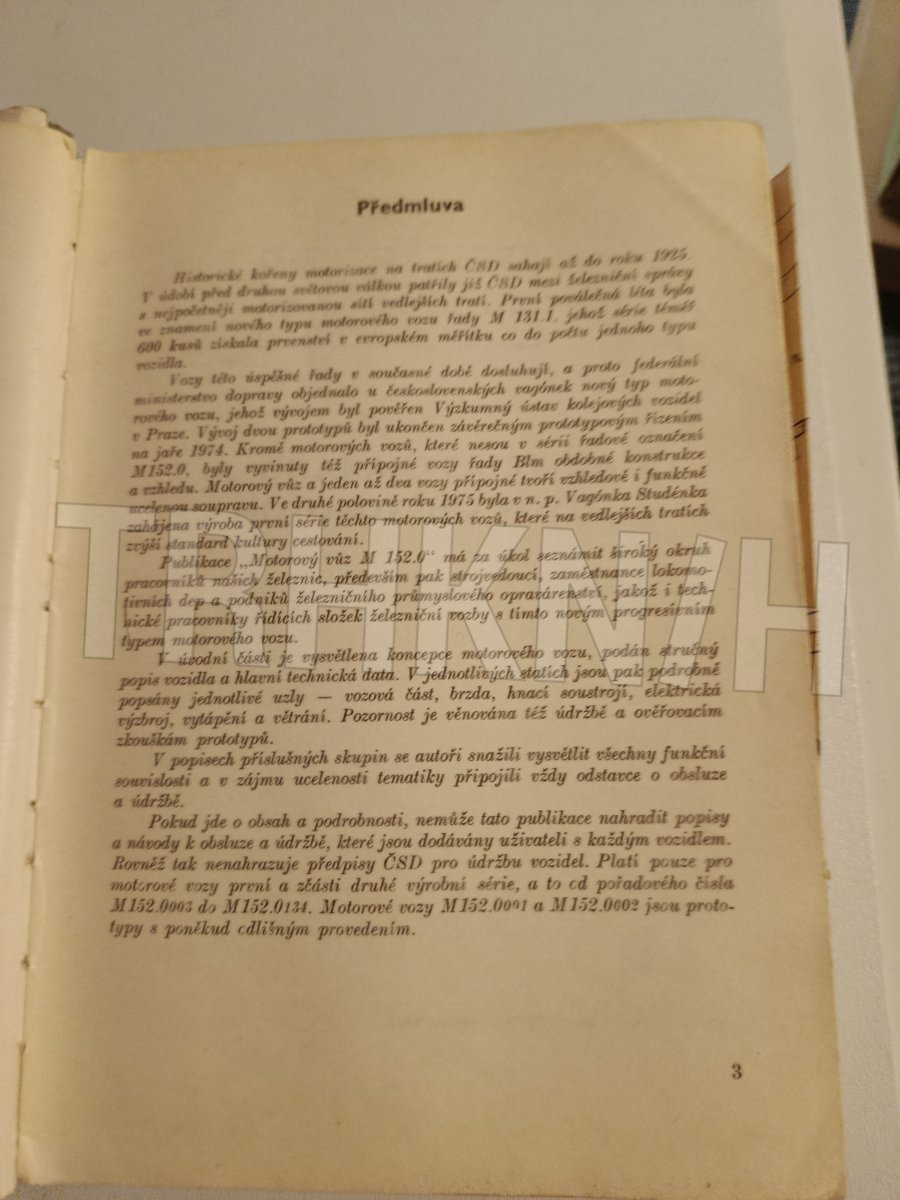 Předmluva
Historické kořeny motorizace na tratích ČSD sahají až do roku 1925.
V údobí před druhou světovou válkou patřily již ČSD mezi železniční správy
s nejpočetněji motorizovanou sítí vedlejších tratí. První poválečná léta byla
ve znamení nového typu motorového vozu řady M 131.1, jehož série téměř
600 kusů získala prvenství v evropském měřítku co do počtu jednoho typu
vozidla.
Vozy této úspěšné řady v současné době dosluhují, a proto federální
ministerstvo dopravy objednalo u československých vagónek nový typ moto-
rového vozu, jehož vývojem byl pověřen Výzkumný ústav kolejových vozidel
v Praze. Vývoj dvou prototypů byl ukončen závěrečným prototypovým řízením
na jaře 1974. Kromě motorových vozů, které nesou v sérii řadové označení
M152.0, byly vyvinuty též přípojné vozy řady Blm obdobné konstrukce
a vzhledu. Motorový vůz a jeden až dva vozy přípojné tvoří vzhledově i funkčně
ucelenou soupravu. Ve druhé polovině roku 1975 byla v n. p. Vagónka Studénka
zahájena výroba první série těchto motorových vozů, které na vedlejších tratích
zvýší standard kultury cestování.
Publikace „Motorový vůz M 152.0“ má za úkol seznámit široký okruh
pracovníků našich železnic, především pak strojvedoucí, zaměstnance lokomo-
tivních dep a podniků železničního průmyslového opravárenství, jakož i tech-
nické pracovníky řídících složek železniční vozby s tímto novým progresívním
typem motorového vozu.
V úvodní části je vysvětlena koncepce motorového vozu, podán stručný
popis vozidla a hlavní technická data. V jednotlivých statích jsou pak podrobně
popsány jednotlivé uzly — vozová část, brzda, hnací soustrojí, elektrická
výzbroj, vytápění a větrání. Pozornost je věnována též údržbě a ověřovacím
zkouškám prototypů.
V popisech příslušných skupin se autoři snažili vysvětlit všechny funkční
souvislosti a v zájmu ucelenosti tematiky připojili vždy odstavce o obsluze
a údržbě.
Pokud jde o obsah a podrobnosti, nemůže tato publikace nahradit popisy
a návody k obsluze a údržbě, které jsou dodávány uživateli s každým vozidlem.
Rovněž tak nenahrazuje předpisy ČSD pro údržbu vozidel. Platí pouze pro
motorové vozy první a zčásti druhé výrobní série, a to cd pořadového čísla
M152.0003 do M152.0134. Motorové vozy M152.0001 a M152.0002 jsou proto-
typy s poněkud cdlišným provedením.
3